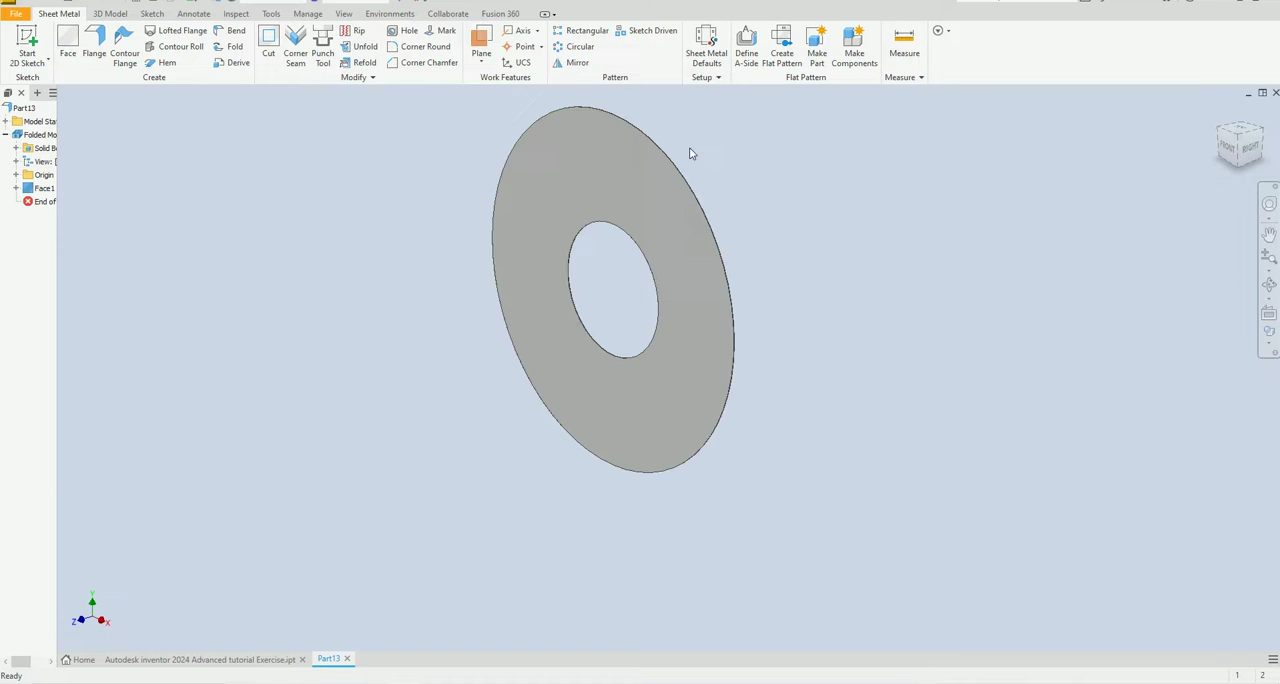 File Sheet Metal 3D Model Sketch Annotate Inspect Tools Manage View Environments Collaborate Fusion 360
Start
2D Sketch
Sketch
Face
Flange
Contour
Flange
Lofted Flange
Contour Roll
Hem
Bend
Fold
Derive
Create
Cut
Corner
Seam
Punch
Tool
Rip
Unfold
Refold
Hole
Mark
Corner Round
Corner Chamfer
Modify
Plane
Axis
Point
UCS
Work Features
Rectangular
Sketch Driven
Circular
Mirror
Pattern
Sheet Metal
Defaults
Setup
Define
A-Side
Create
Flat Pattern
Make
Part
Make
Components
Flat Pattern
Measure
Measure
Part13
Model Sta
Folded Mo
Solid B
View: [
Origin
Face1
End of
FRONT RIGHT
Y
Z X
Home Autodesk inventor 2024 Advanced tutorial Exercise.ipt Part13
Ready 1 2